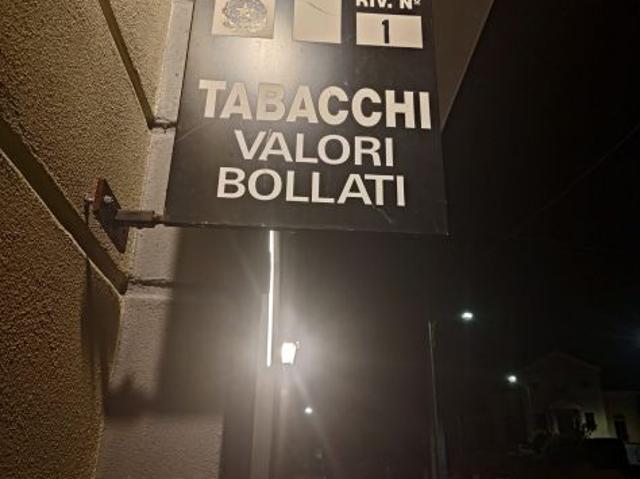 RIV. N°
1
TABACCHI
VALORI
BOLLATI